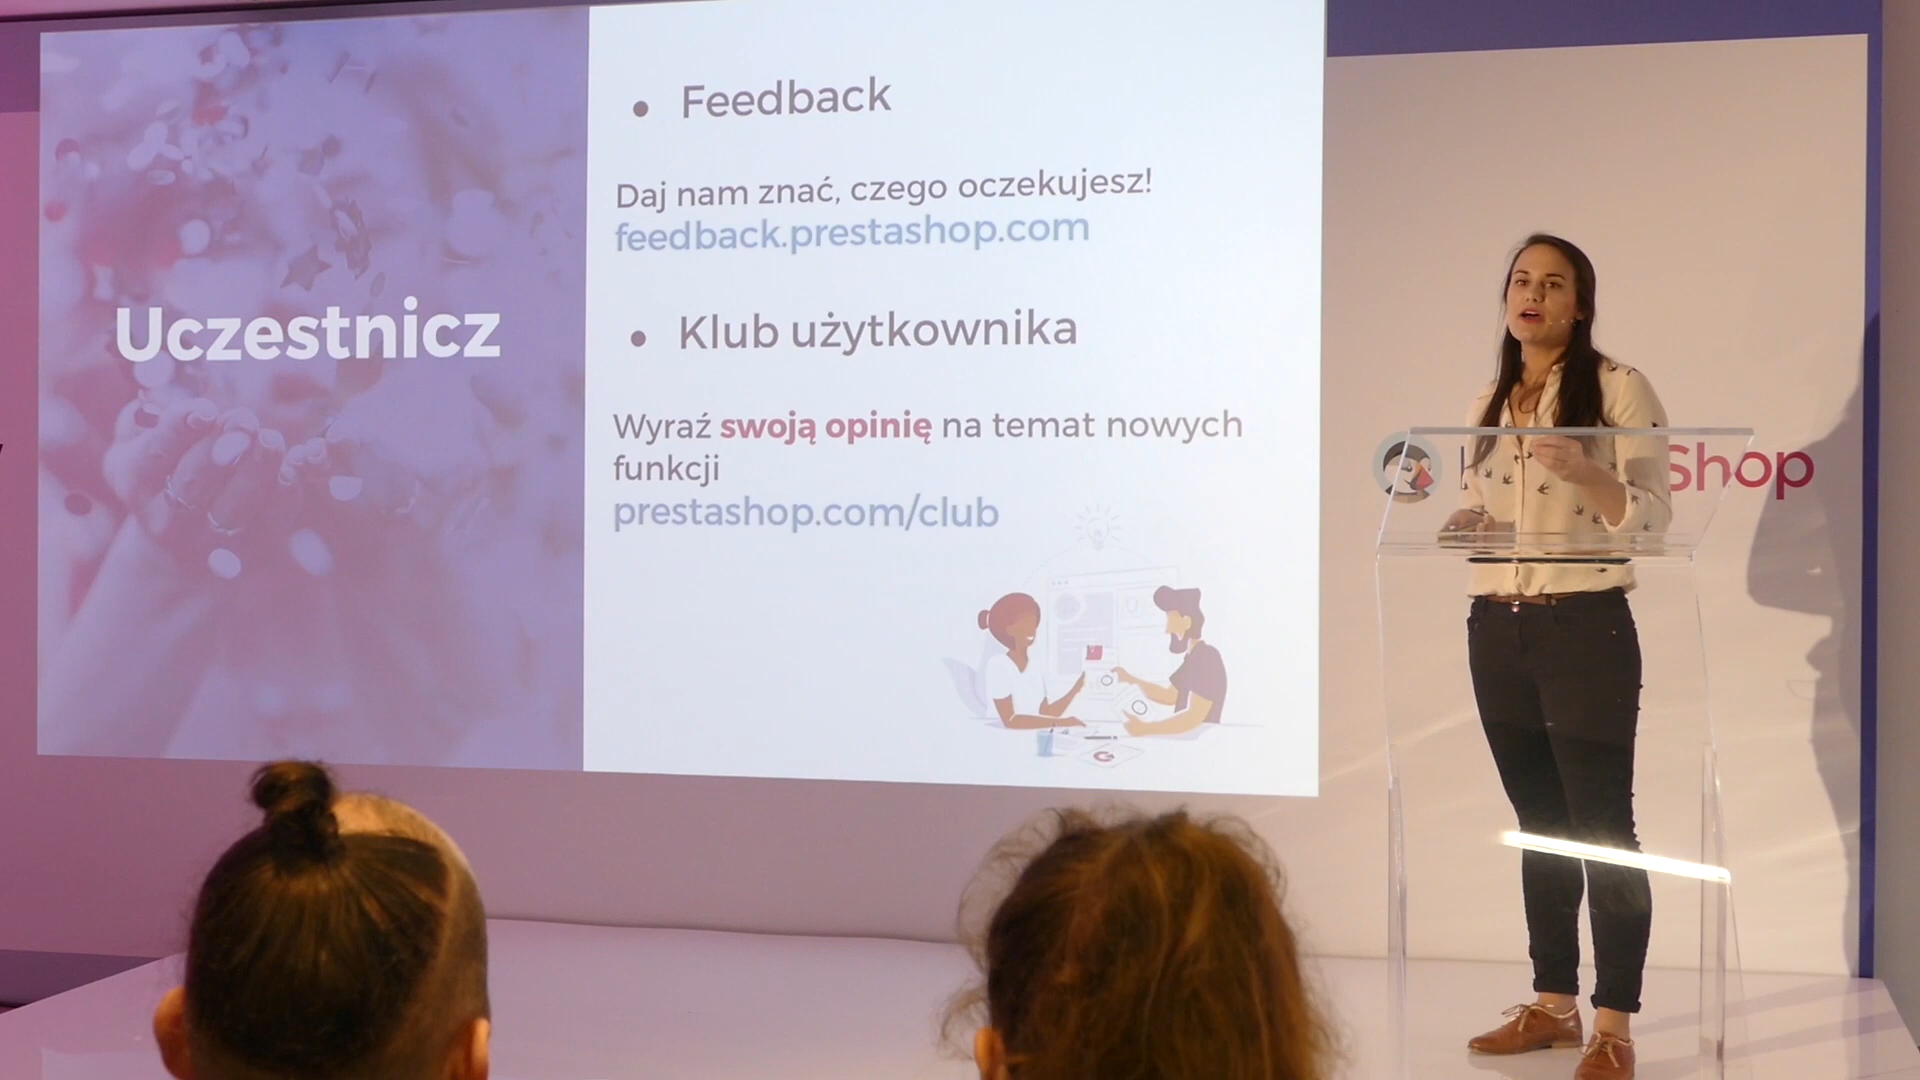 Uczestnicz
• Feedback
Daj nam znać, czego oczekujesz!
feedback.prestashop.com
• Klub użytkownika
Wyraź swoją opinię na temat nowych
funkcji
prestashop.com/club
Shop